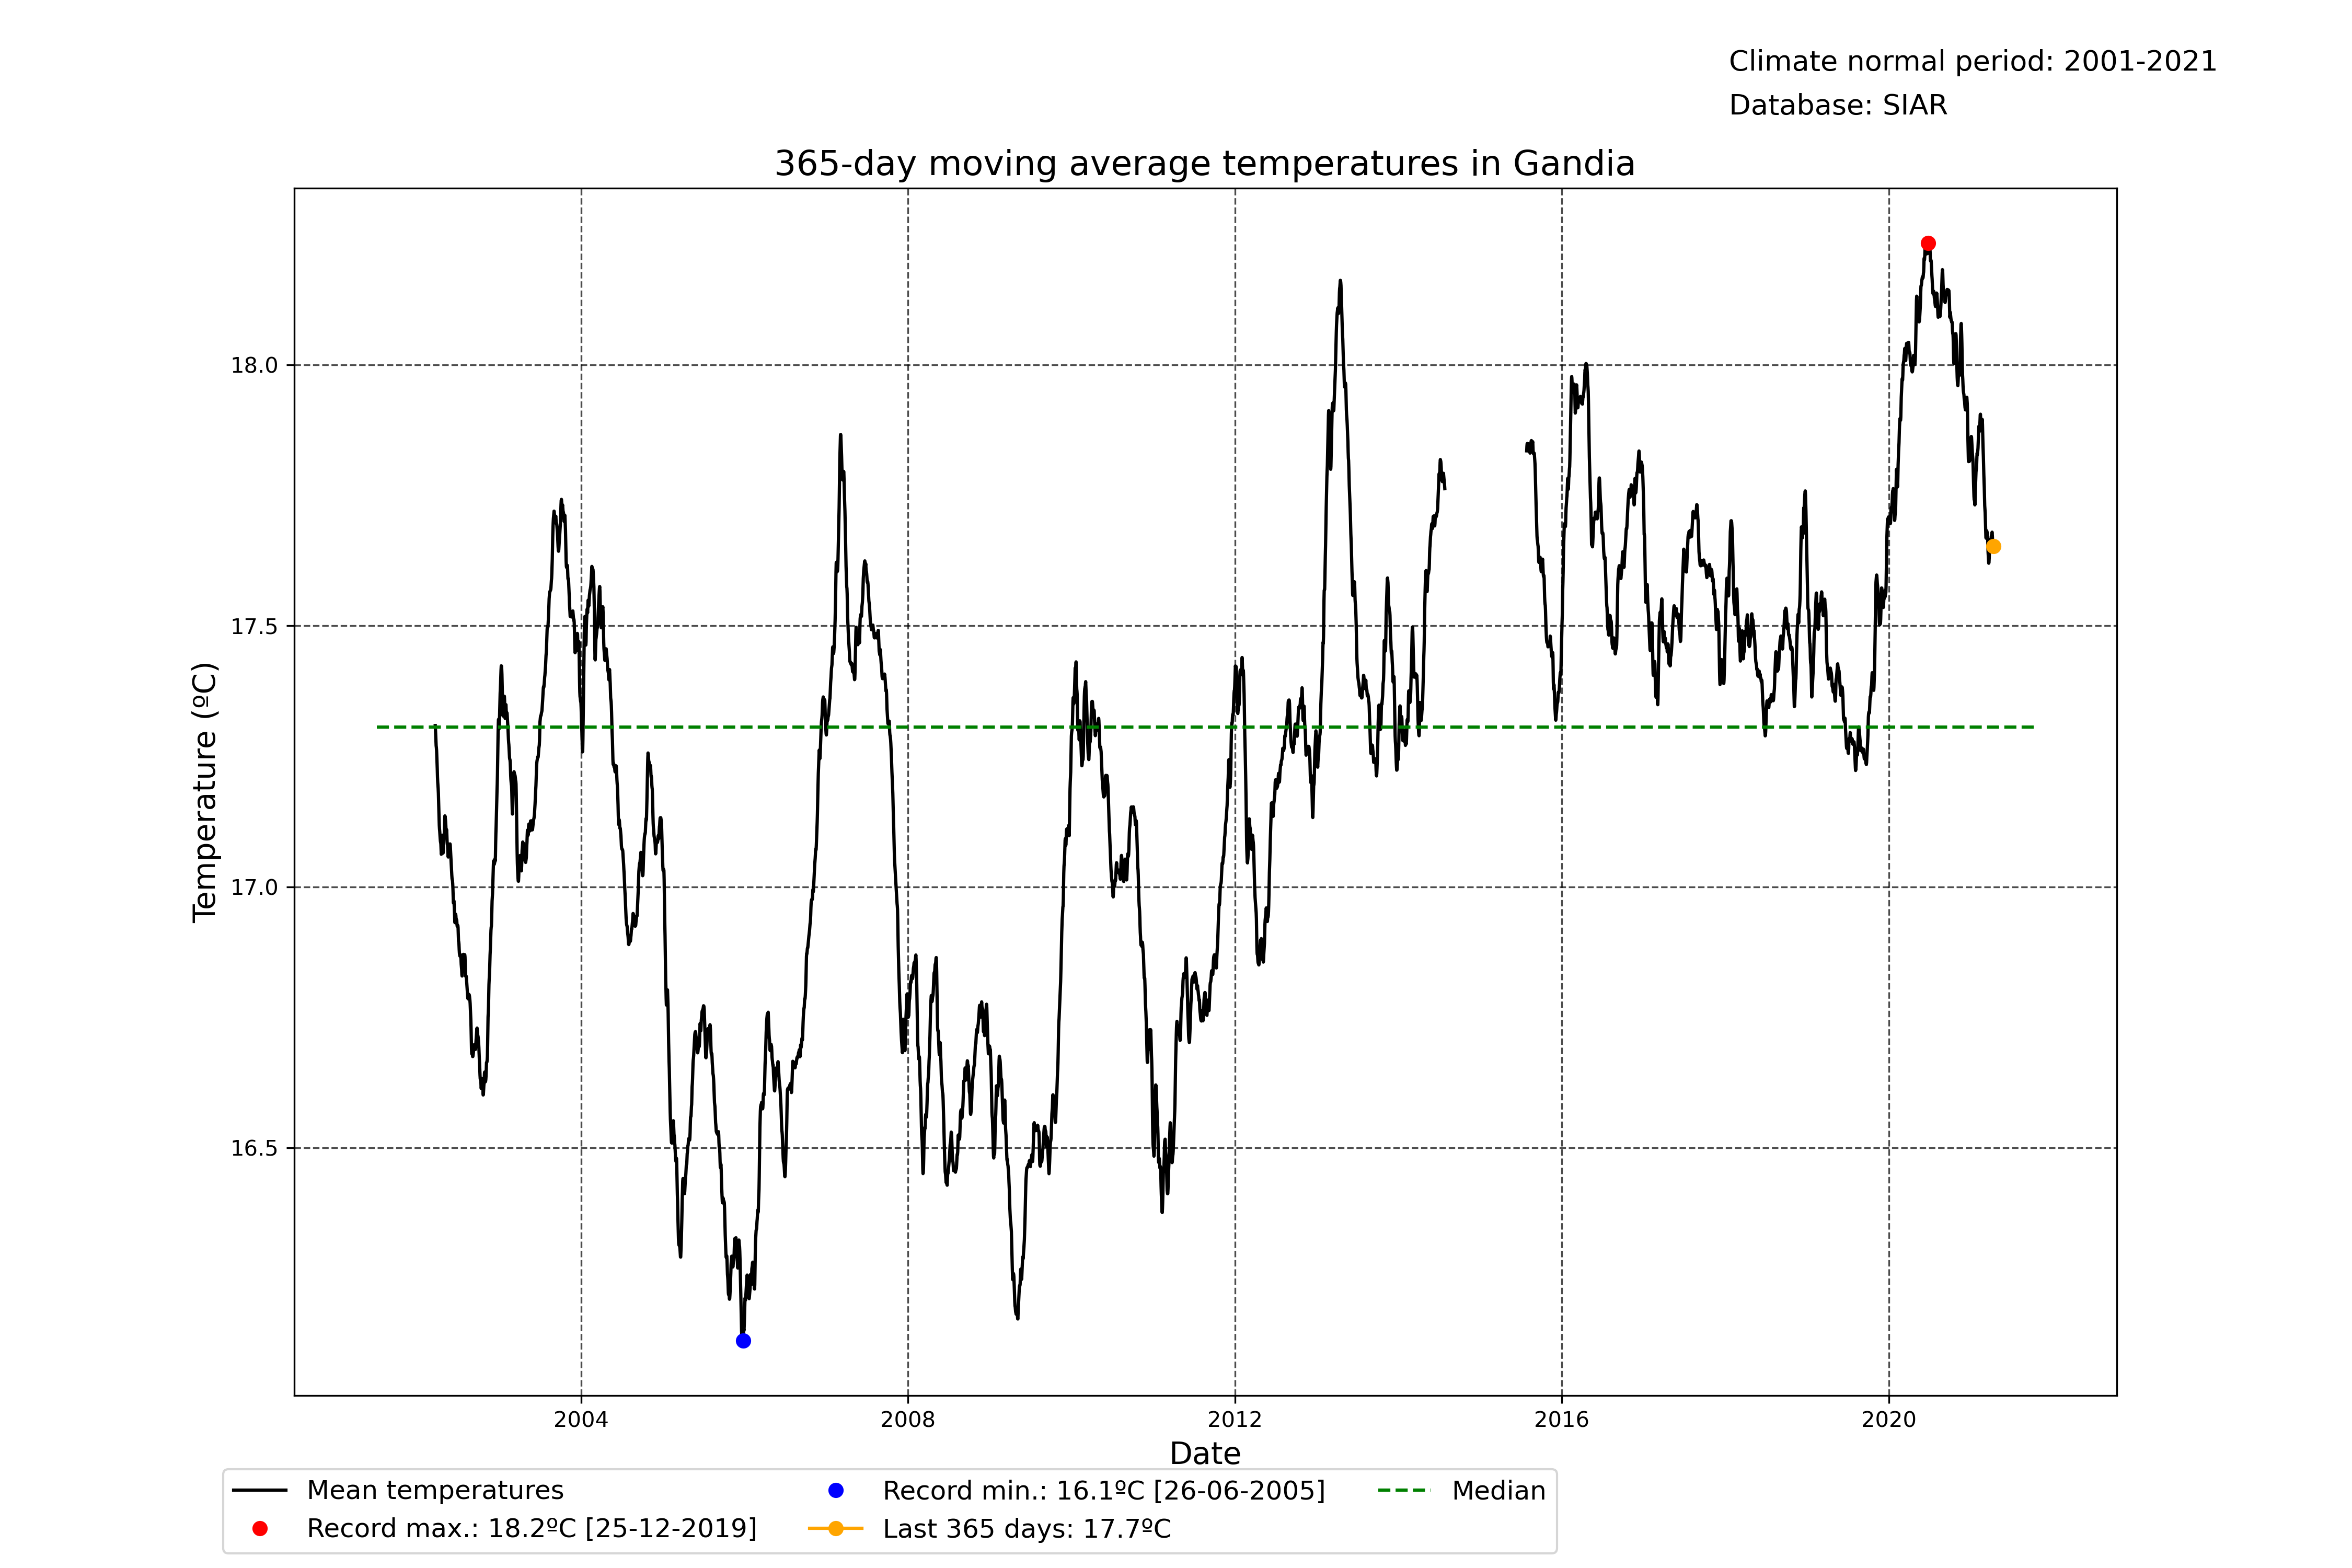 Climate normal period: 2001-2021
Database: SIAR
365-day moving average temperatures in Gandia
18.0
17.5
17.0
16.5
Temperature (ºC)
2004 2008 2012 2016 2020
Date
Mean temperatures
Record max.: 18.2ºC [25-12-2019]
Record min.: 16.1ºC [26-06-2005]
Last 365 days: 17.7ºC
Median